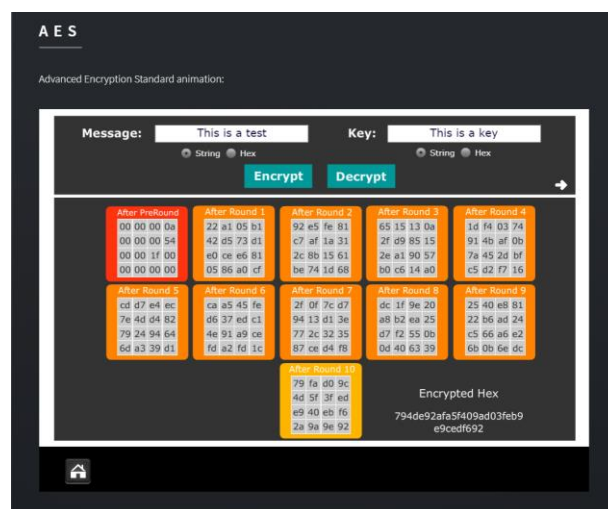 AES
Advanced Encryption Standard animation:
Message: This is a test Key: This is a key
String Hex String Hex
Encrypt Decrypt
After PreRound
00 00 00 0a
00 00 00 54
00 00 1f 00
00 00 00 00
After Round 1
22 a1 05 b1
42 d5 73 d1
e0 ce e6 81
05 86 a0 cf
After Round 2
92 e5 fe 81
c7 af 1a 31
2c 8b 15 61
be 74 1d 68
After Round 3
65 15 13 0a
2f d9 85 15
2e a1 90 57
b0 c6 14 a0
After Round 4
1d f4 03 74
91 4b af 0b
7a 45 2d bf
c5 d2 f7 16
After Round 5
cd d7 e4 ec
7e 4d d4 82
79 24 94 64
6d a3 39 d1
After Round 6
ca a5 45 fe
d6 37 ed c1
4e 91 a9 ce
fd a2 fd 1c
After Round 7
2f 0f 7c d7
94 13 d1 3e
77 2c 32 35
87 ce d4 f8
After Round 8
dc 1f 9e 20
a8 b2 ea 25
d7 f2 55 0b
0d 40 63 39
After Round 9
25 40 e8 81
22 b6 ad 24
c5 66 a6 e2
6b 0b 6e dc
After Round 10
79 fa d0 9c
4d 5f 3f ed
e9 40 eb f6
2a 9a 9e 92
Encrypted Hex
794de92afa5f409ad03feb9
e9cedf692